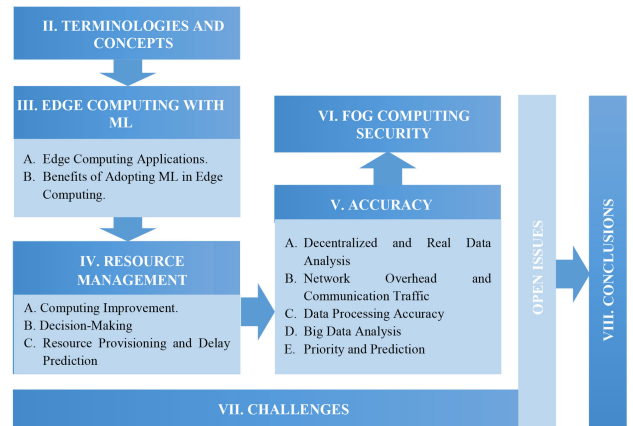 II. TERMINOLOGIES AND
CONCEPTS
III. EDGE COMPUTING WITH
ML
A. Edge Computing Applications.
B. Benefits of Adopting ML in Edge
Computing.
IV. RESOURCE
MANAGEMENT
A. Computing Improvement.
B. Decision-Making
C. Resource Provisioning and Delay
Prediction
VI. FOG COMPUTING
SECURITY
V. ACCURACY
A. Decentralized and Real Data
Analysis
B. Network Overhead and
Communication Traffic
C. Data Processing Accuracy
D. Big Data Analysis
E. Priority and Prediction
VII. CHALLENGES
OPEN ISSUES
VIII. CONCLUSIONS